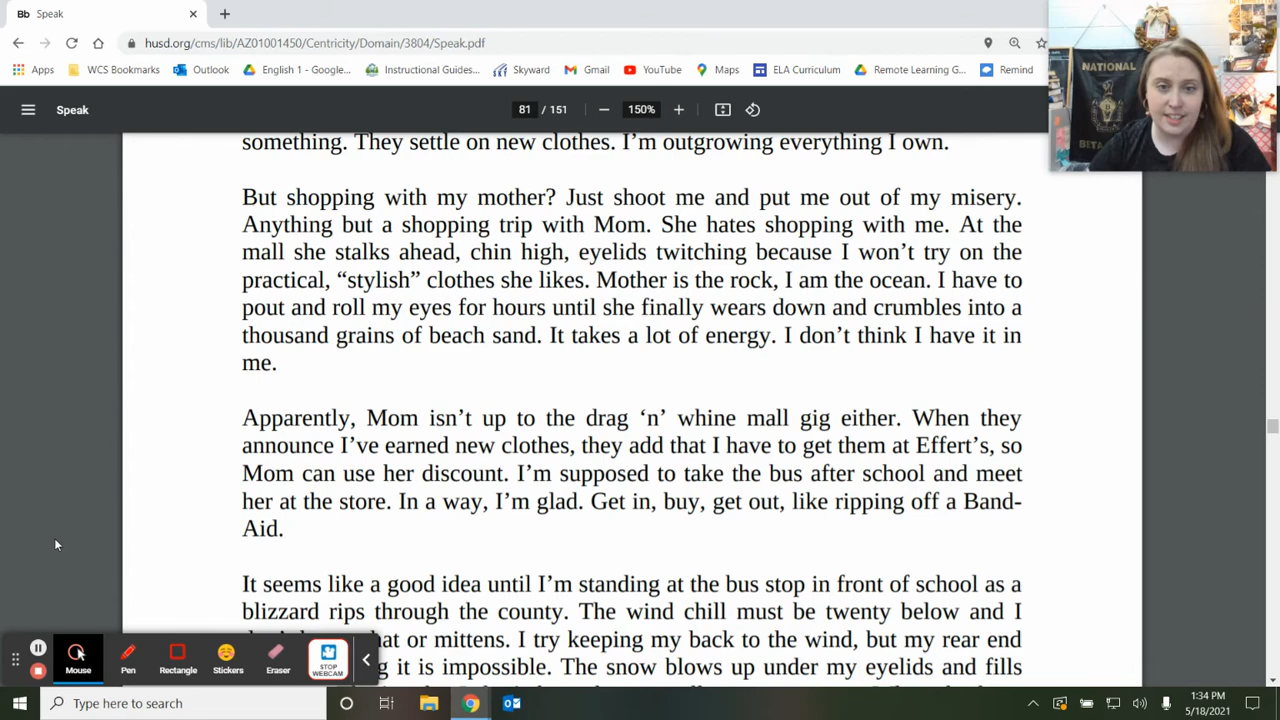 Bb Speak
husd.org/cms/lib/AZ01001450/Centricity/Domain/3804/Speak.pdf
Apps WCS Bookmarks Outlook English 1 - Google... Instructional Guides... Skyward Gmail YouTube Maps ELA Curriculum Remote Learning G... Remind
Speak 81 / 151 150%
NATIONAL
BETA
something. They settle on new clothes. I’m outgrowing everything I own.
But shopping with my mother? Just shoot me and put me out of my misery.
Anything but a shopping trip with Mom. She hates shopping with me. At the
mall she stalks ahead, chin high, eyelids twitching because I won’t try on the
practical, “stylish” clothes she likes. Mother is the rock, I am the ocean. I have to
pout and roll my eyes for hours until she finally wears down and crumbles into a
thousand grains of beach sand. It takes a lot of energy. I don’t think I have it in
me.
Apparently, Mom isn’t up to the drag ‘n’ whine mall gig either. When they
announce I’ve earned new clothes, they add that I have to get them at Effert’s, so
Mom can use her discount. I’m supposed to take the bus after school and meet
her at the store. In a way, I’m glad. Get in, buy, get out, like ripping off a Band-
Aid.
It seems like a good idea until I’m standing at the bus stop in front of school as a
blizzard rips through the county. The wind chill must be twenty below and I
hat or mittens. I try keeping my back to the wind, but my rear end
it is impossible. The snow blows up under my eyelids and fills
Mouse Pen Rectangle Stickers Eraser STOP WEBCAM
Type here to search
1:34 PM
5/18/2021